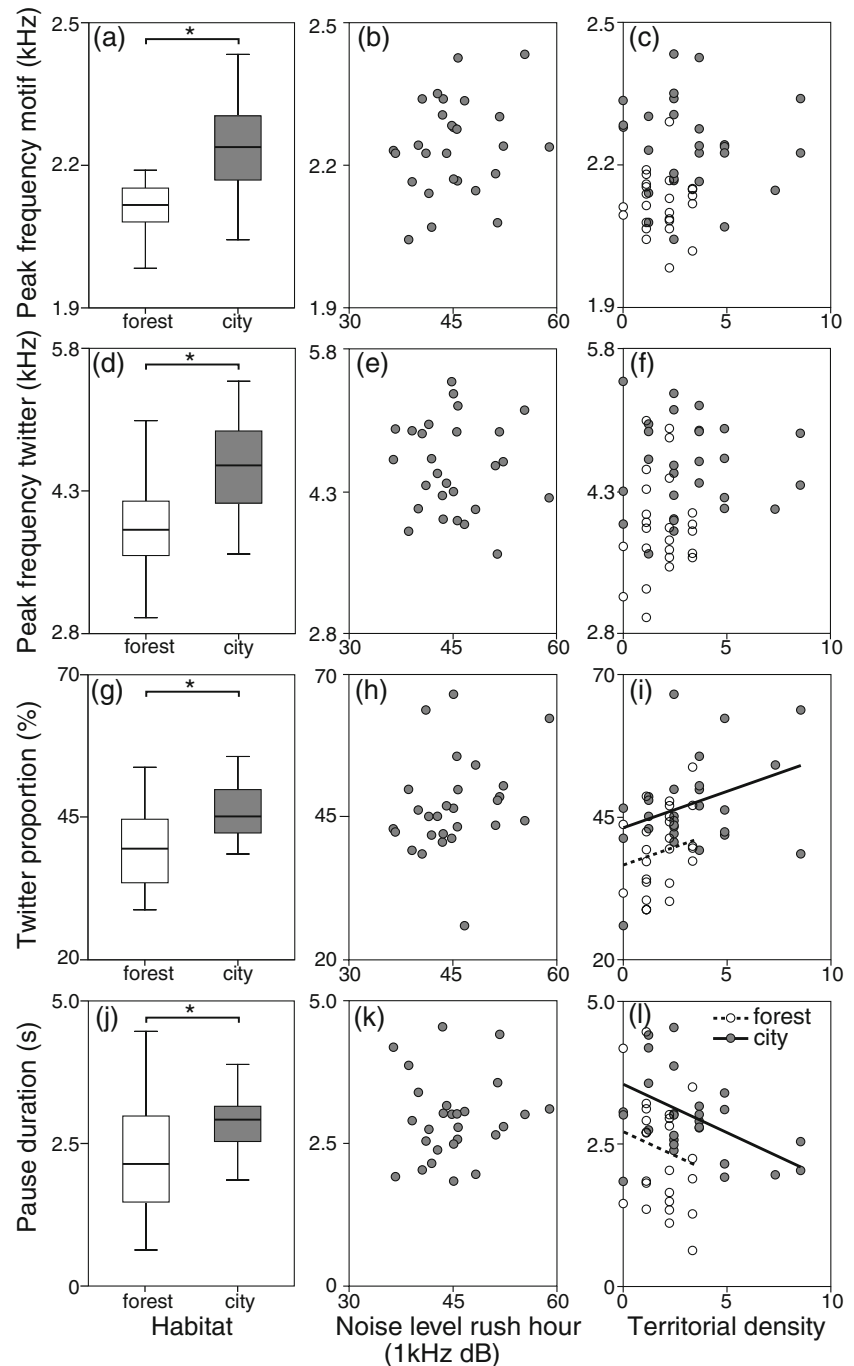 Peak frequency motif (kHz)
2.5
2.2
1.9
(a)
*
forest
city
(b)
2.5
2.2
1.9
30
45
60
(c)
2.5
2.2
1.9
0
5
10
Peak frequency twitter (kHz)
5.8
4.3
2.8
(d)
*
forest
city
(e)
5.8
4.3
2.8
30
45
60
(f)
5.8
4.3
2.8
0
5
10
Twitter proportion (%)
70
45
20
(g)
*
forest
city
(h)
70
45
20
30
45
60
(i)
70
45
20
0
5
10
Pause duration (s)
5.0
2.5
0
(j)
*
forest
city
Habitat
(k)
5.0
2.5
0
30
45
60
Noise level rush hour
(1kHz dB)
(l)
forest
city
5.0
2.5
0
0
5
10
Territorial density